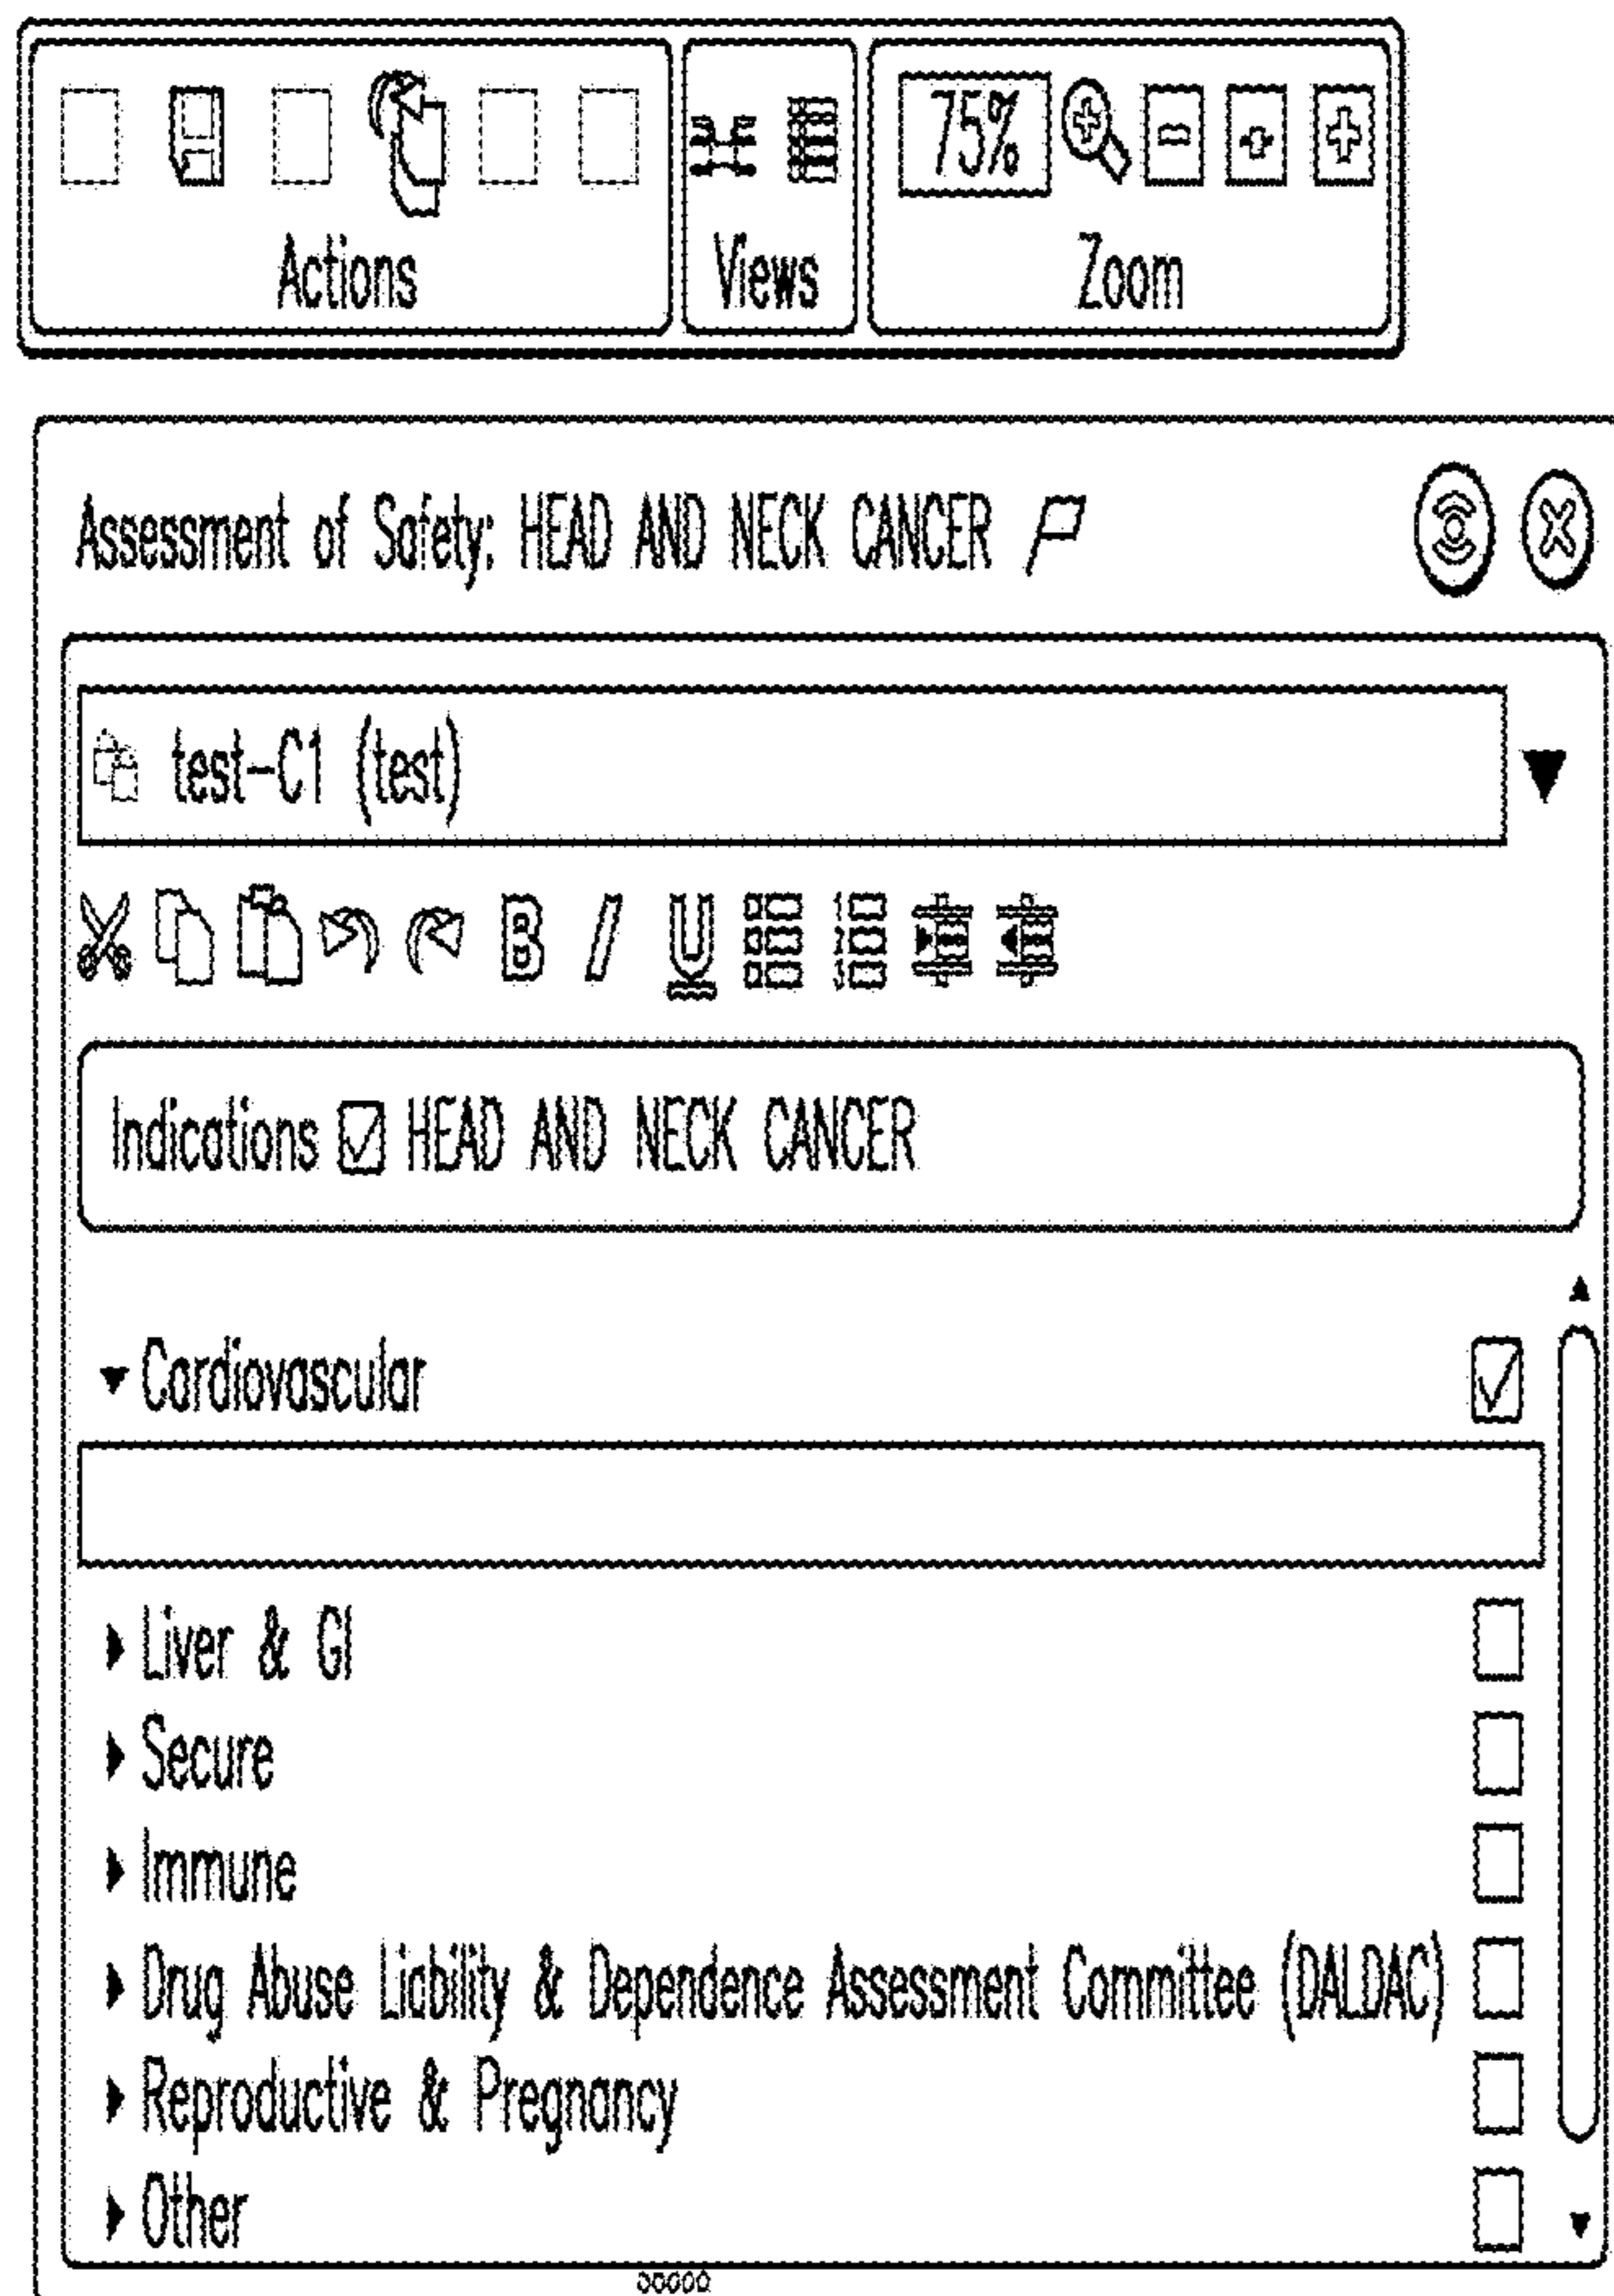 75%
Actions Views Zoom
Assessment of Safety: HEAD AND NECK CANCER
test-C1 (test)
B I U
Indications HEAD AND NECK CANCER
Cardiovascular
Liver & GI
Secure
Immune
Drug Abuse Liability & Dependence Assessment Committee (DALDAC)
Reproductive & Pregnancy
Other